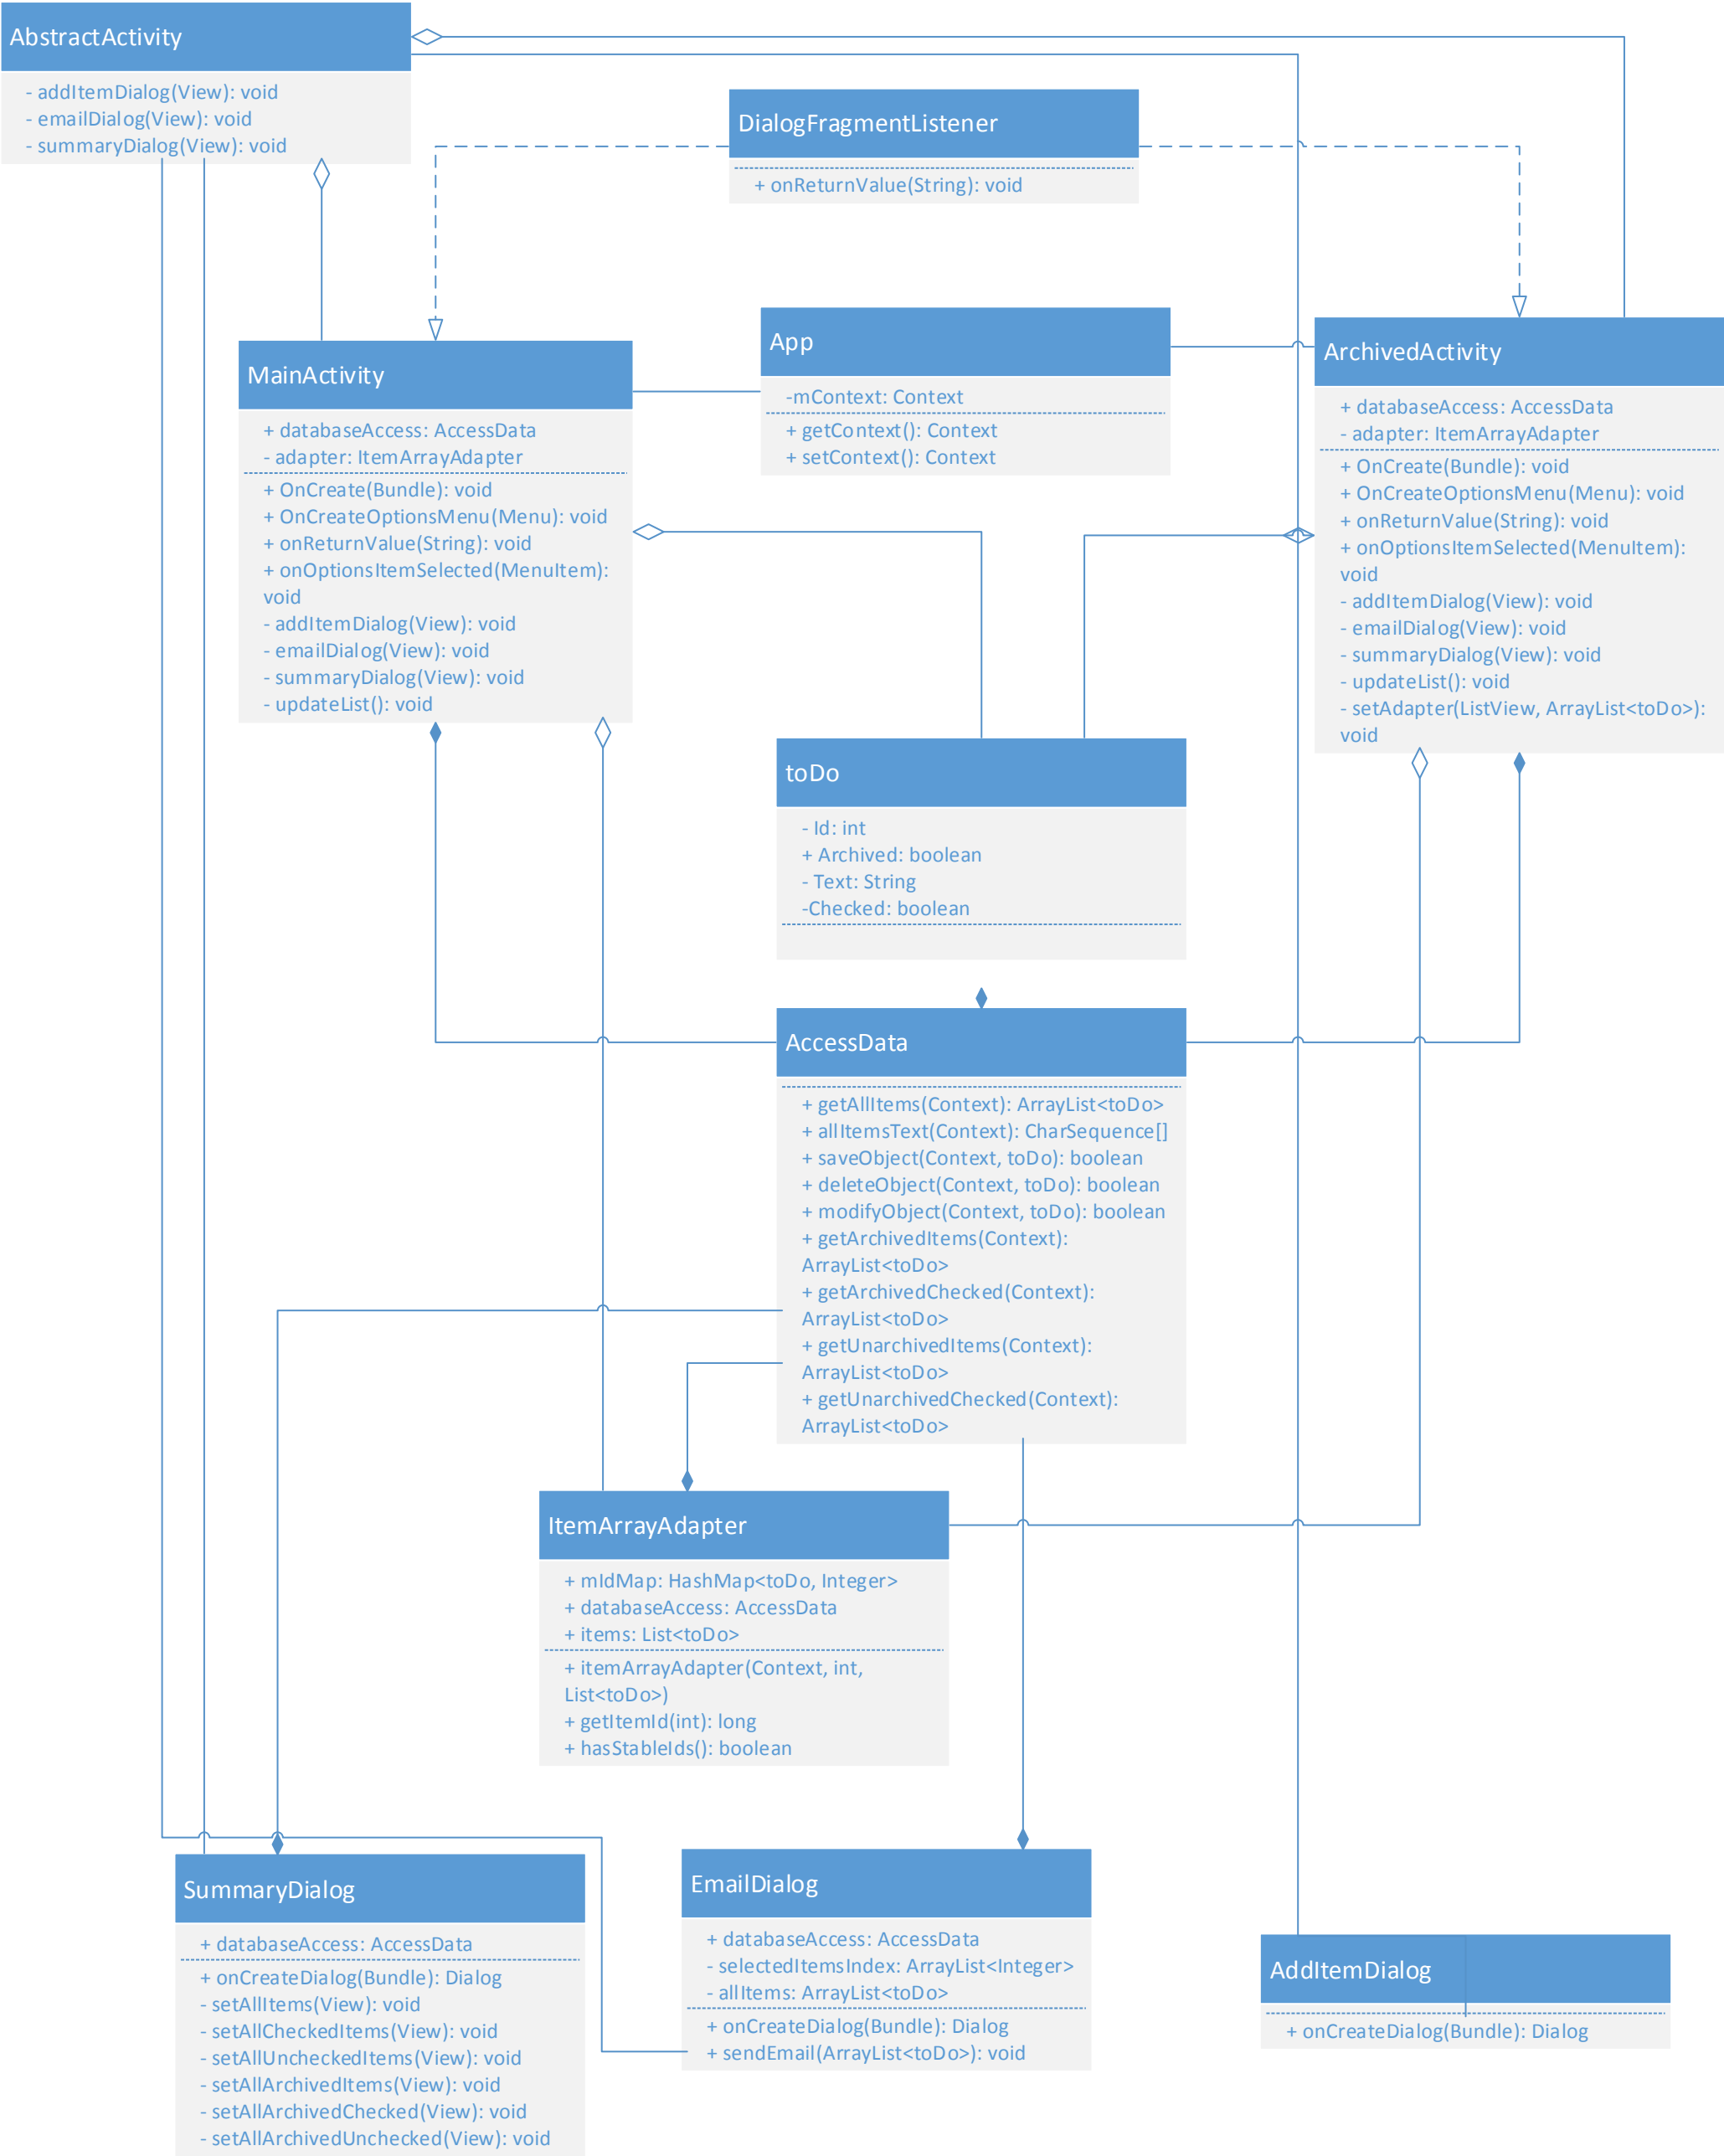 AbstractActivity
- addItemDialog(View): void
- emailDialog(View): void
- summaryDialog(View): void
DialogFragmentListener
+ onReturnValue(String): void
MainActivity
+ databaseAccess: AccessData
- adapter: ItemArrayAdapter
+ OnCreate(Bundle): void
+ OnCreateOptionsMenu(Menu): void
+ onReturnValue(String): void
+ onOptionsItemSelected(MenuItem):
void
- addItemDialog(View): void
- emailDialog(View): void
- summaryDialog(View): void
- updateList(): void
App
-mContext: Context
+ getContext(): Context
+ setContext(): Context
ArchivedActivity
+ databaseAccess: AccessData
- adapter: ItemArrayAdapter
+ OnCreate(Bundle): void
+ OnCreateOptionsMenu(Menu): void
+ onReturnValue(String): void
+ onOptionsItemSelected(MenuItem):
void
- addItemDialog(View): void
- emailDialog(View): void
- summaryDialog(View): void
- updateList(): void
- setAdapter(ListView, ArrayList<toDo>):
void
toDo
- Id: int
+ Archived: boolean
- Text: String
-Checked: boolean
AccessData
+ getAllItems(Context): ArrayList<toDo>
+ allItemsText(Context): CharSequence[]
+ saveObject(Context, toDo): boolean
+ deleteObject(Context, toDo): boolean
+ modifyObject(Context, toDo): boolean
+ getArchivedItems(Context):
ArrayList<toDo>
+ getArchivedChecked(Context):
ArrayList<toDo>
+ getUnarchivedItems(Context):
ArrayList<toDo>
+ getUnarchivedChecked(Context):
ArrayList<toDo>
ItemArrayAdapter
+ mIdMap: HashMap<toDo, Integer>
+ databaseAccess: AccessData
+ items: List<toDo>
+ itemArrayAdapter(Context, int,
List<toDo>)
+ getItemId(int): long
+ hasStableIds(): boolean
SummaryDialog
+ databaseAccess: AccessData
+ onCreateDialog(Bundle): Dialog
- setAllItems(View): void
- setAllCheckedItems(View): void
- setAllUncheckedItems(View): void
- setAllArchivedItems(View): void
- setAllArchivedChecked(View): void
- setAllArchivedUnchecked(View): void
EmailDialog
+ databaseAccess: AccessData
- selectedItemsIndex: ArrayList<Integer>
- allItems: ArrayList<toDo>
+ onCreateDialog(Bundle): Dialog
+ sendEmail(ArrayList<toDo>): void
AddItemDialog
+ onCreateDialog(Bundle): Dialog